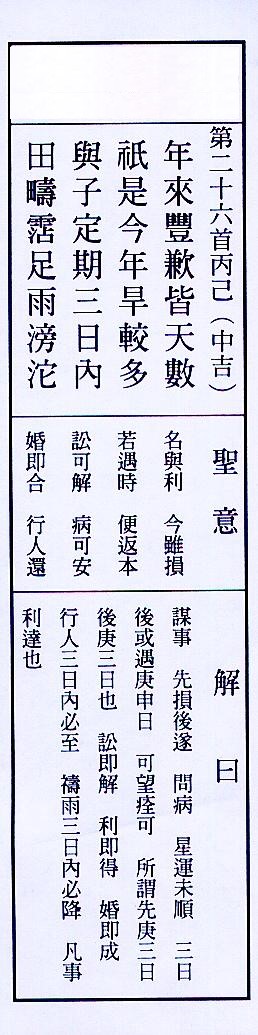 第二十六首丙己（中吉）
年來豐歉皆天數
祇是今年旱較多
與子定期三日內
田疇霑足雨滂沱
聖意
名與利　今雖損
若遇時　便返本
訟可解　病可安
婚即合　行人還
解曰
謀事　先損後遂　問病　星運未順　三日
後或遇庚申日　可望痊可　所謂先庚三日
後庚三日也　訟即解　利即得　婚即成
行人三日內必至　禱雨三日內必降　凡事
利達也